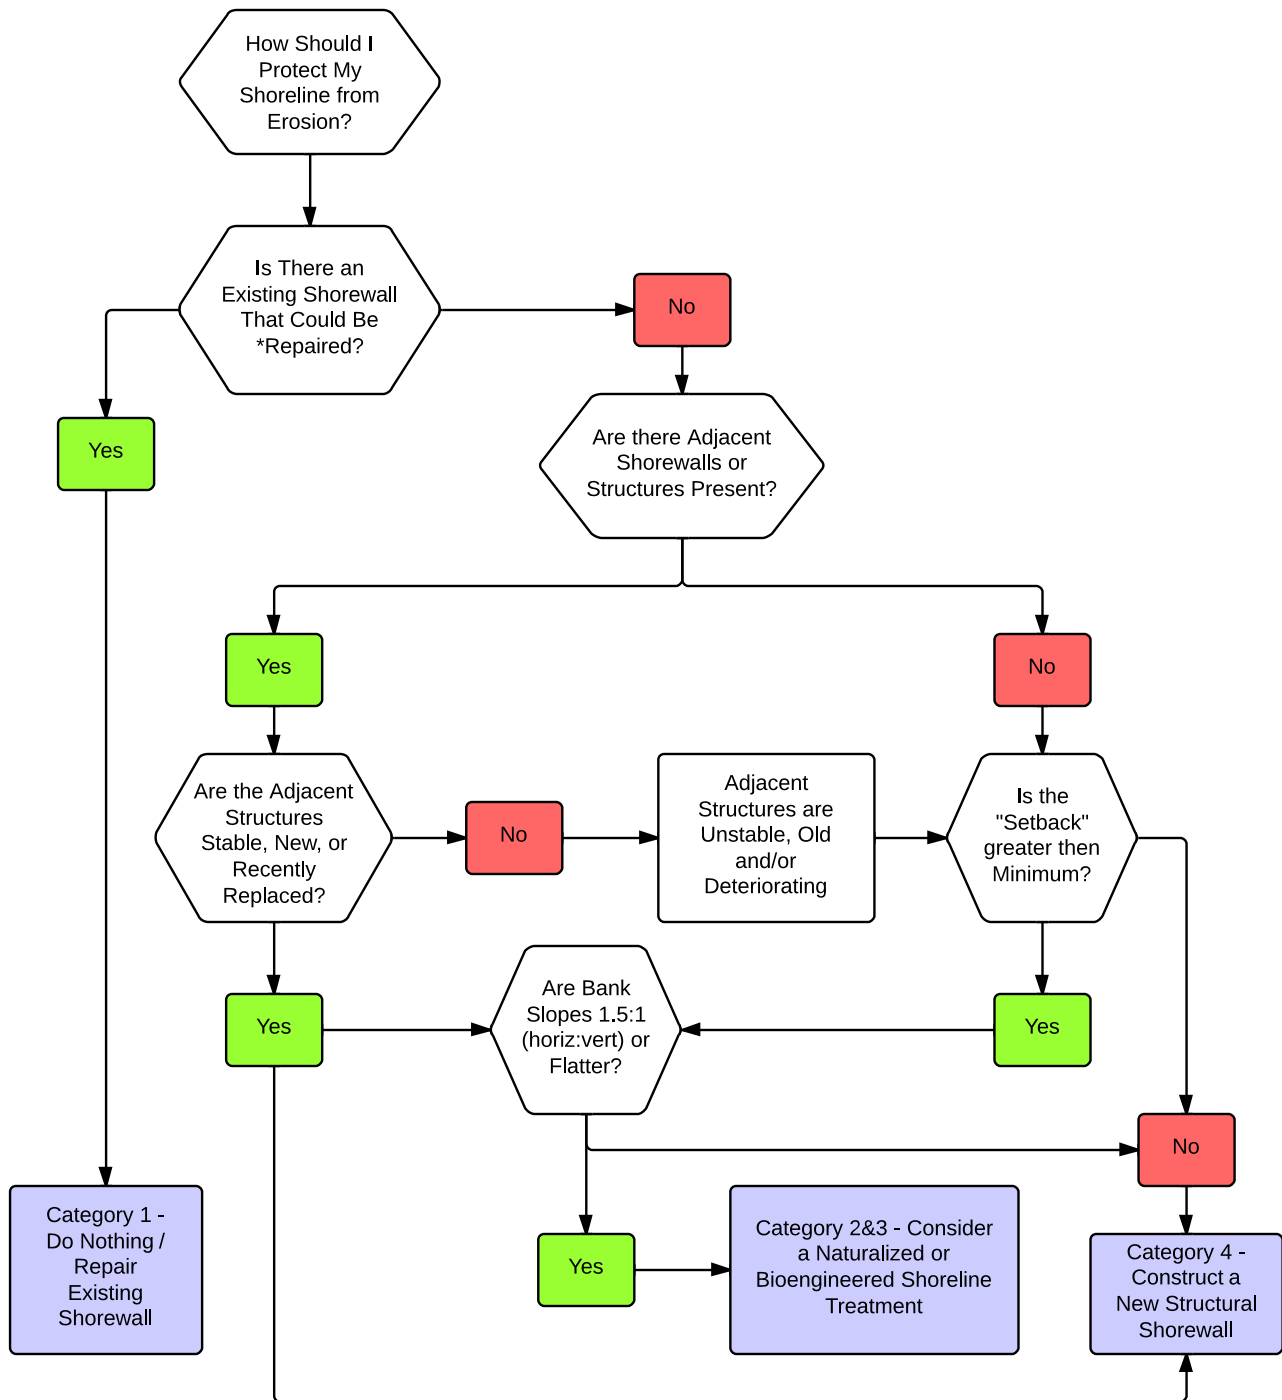 How Should I
Protect My
Shoreline from
Erosion?
Is There an
Existing Shorewall
That Could Be
*Repaired?
No
Yes
Are there Adjacent
Shorewalls or
Structures Present?
Yes
No
Are the Adjacent
Structures
Stable, New, or
Recently
Replaced?
No
Adjacent
Structures are
Unstable, Old
and/or
Deteriorating
Is the
"Setback"
greater then
Minimum?
Yes
Are Bank
Slopes 1.5:1
(horiz:vert) or
Flatter?
Yes
No
Category 1 -
Do Nothing /
Repair
Existing
Shorewall
Yes
Category 2&3 - Consider
a Naturalized or
Bioengineered Shoreline
Treatment
Category 4 -
Construct a
New Structural
Shorewall